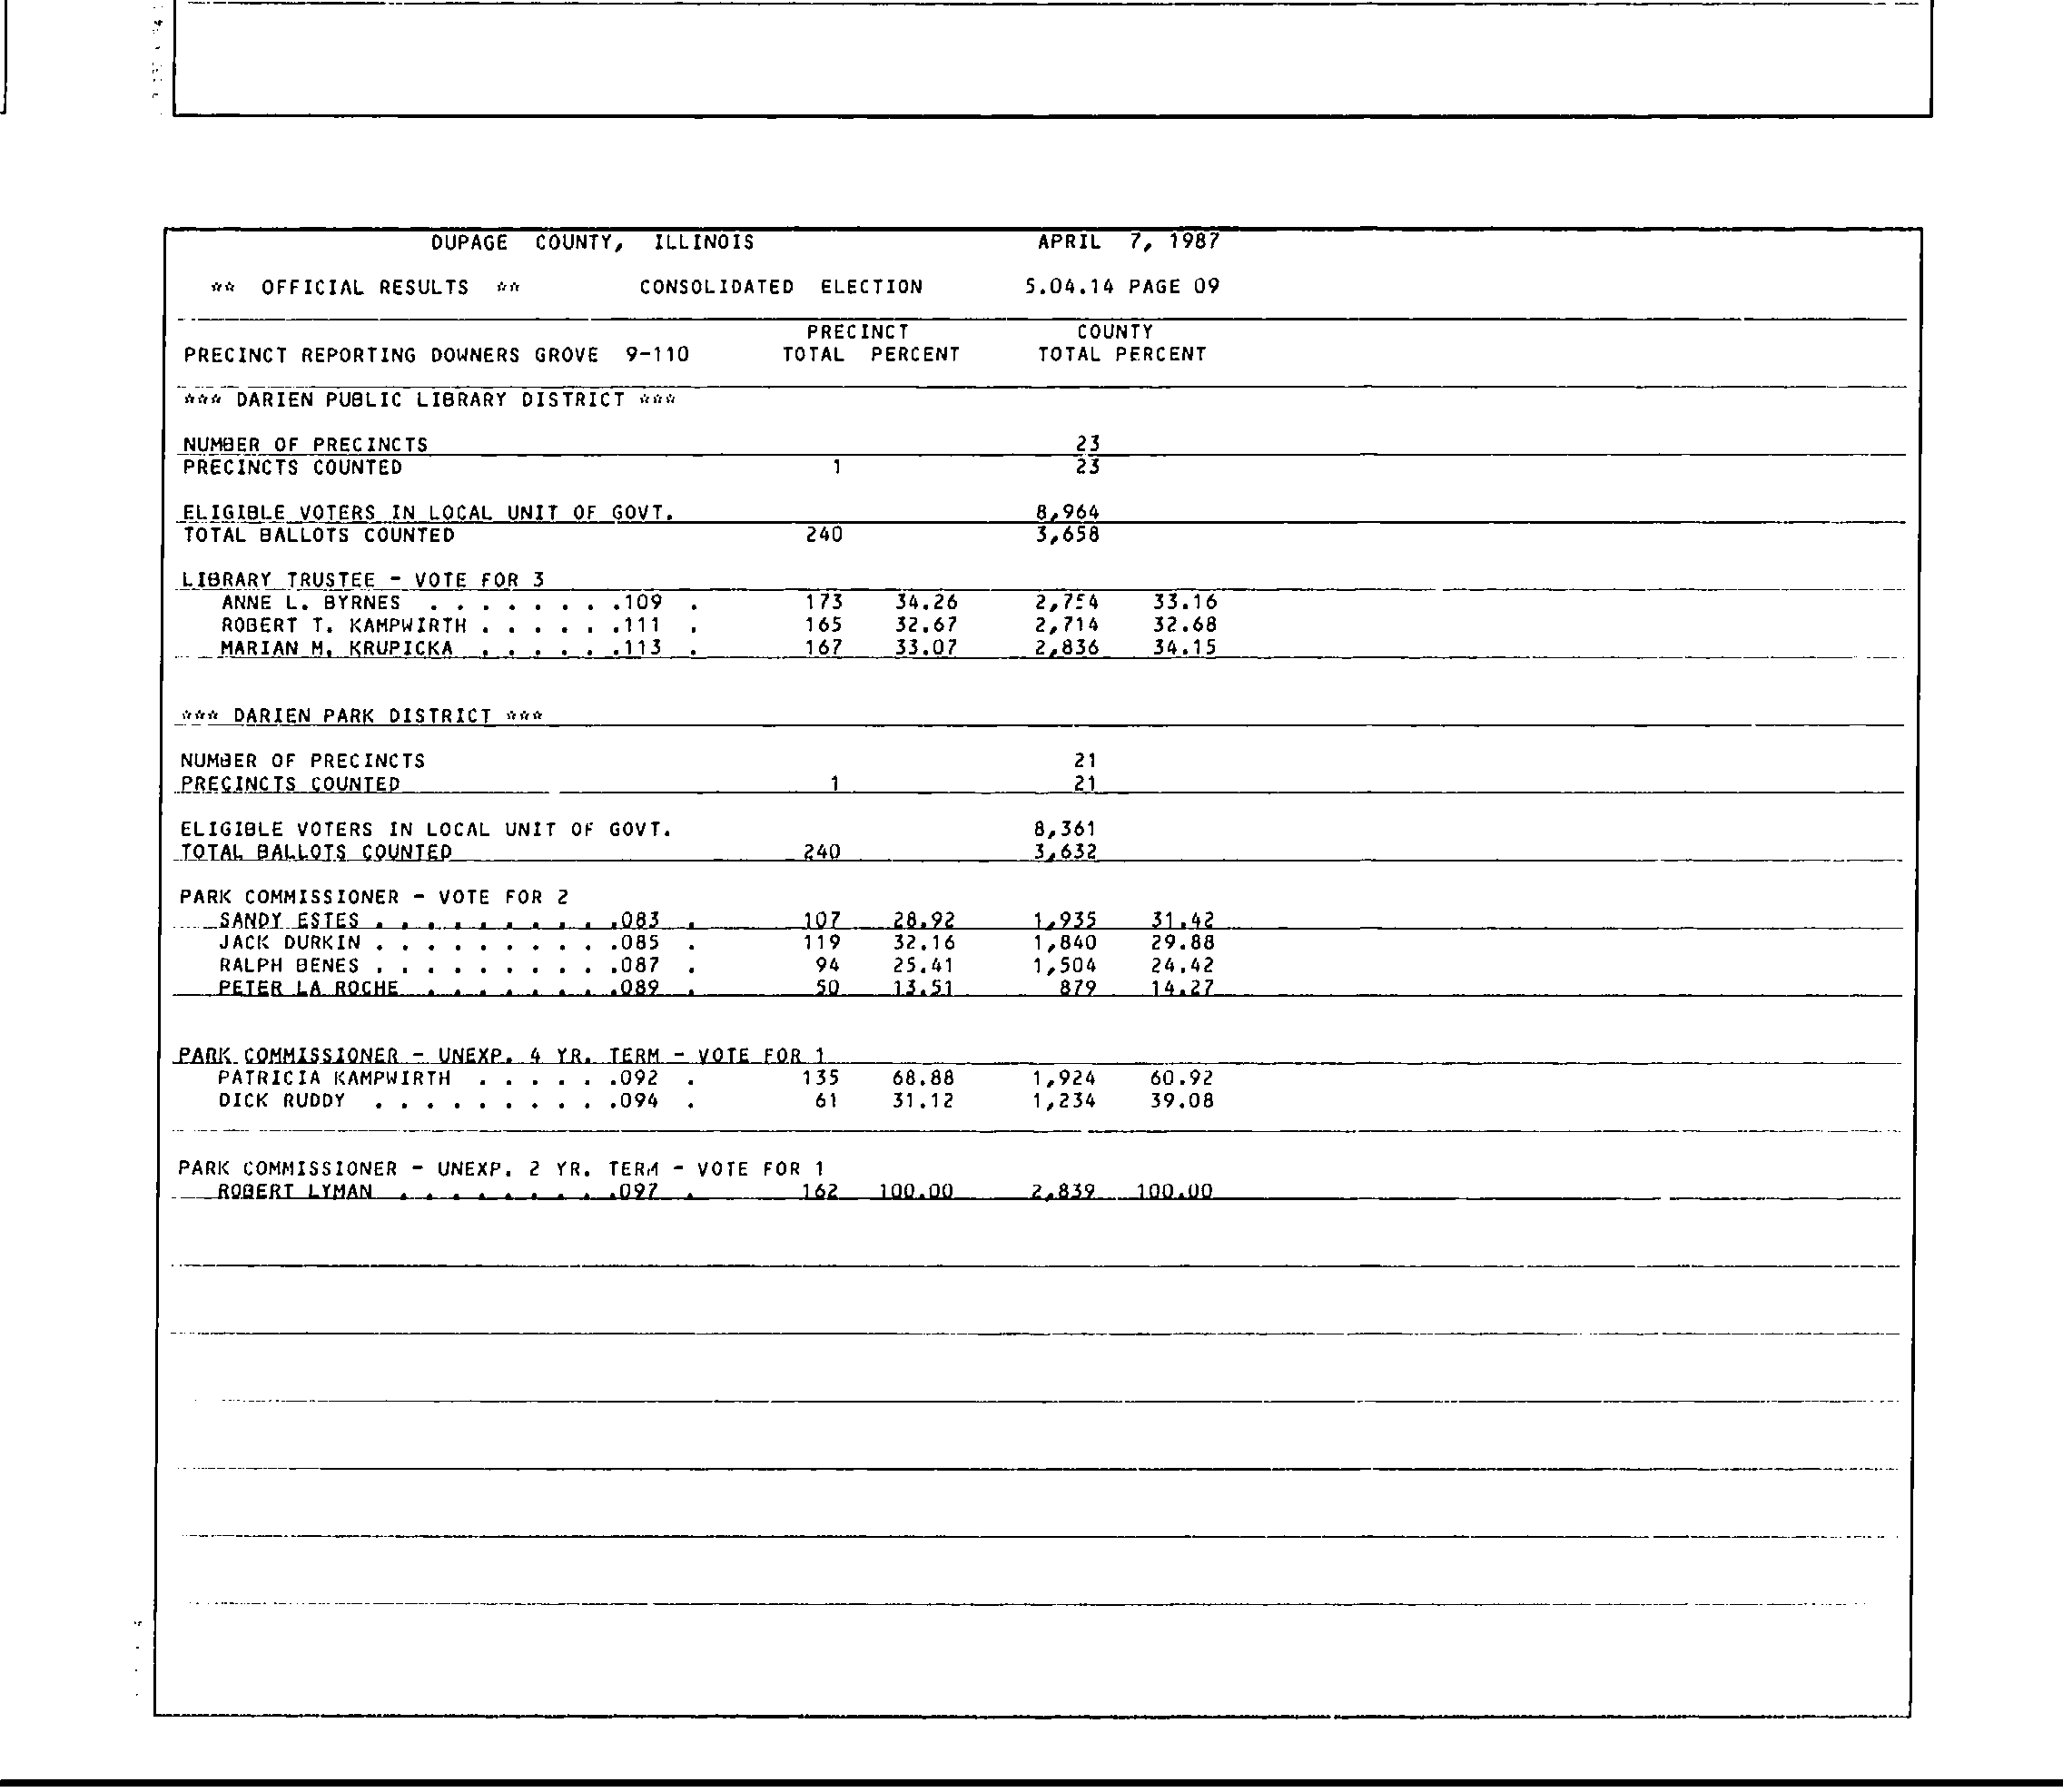 DUPAGE COUNTY, ILLINOIS APRIL 7, 1987
** OFFICIAL RESULTS ** CONSOLIDATED ELECTION 5.04.14 PAGE 09
PRECINCT COUNTY
PRECINCT REPORTING DOWNERS GROVE 9-110 TOTAL PERCENT TOTAL PERCENT
*** DARIEN PUBLIC LIBRARY DISTRICT ***
NUMBER OF PRECINCTS 23
PRECINCTS COUNTED 1 23
ELIGIBLE VOTERS IN LOCAL UNIT OF GOVT. 8,964
TOTAL BALLOTS COUNTED 240 3,658
LIBRARY TRUSTEE - VOTE FOR 3
ANNE L. BYRNES . . . . . . . .109 . 173 34.26 2,754 33.16
ROBERT T. KAMPWIRTH . . . . . .111 . 165 32.67 2,714 32.68
MARIAN M. KRUPICKA . . . . . .113 . 167 33.07 2,836 34.15
*** DARIEN PARK DISTRICT ***
NUMBER OF PRECINCTS 21
PRECINCTS COUNTED 1 21
ELIGIBLE VOTERS IN LOCAL UNIT OF GOVT. 8,361
TOTAL BALLOTS COUNTED 240 3,632
PARK COMMISSIONER - VOTE FOR 2
SANDY ESTES . . . . . . . . . .083 . 107 28.92 1,935 31.42
JACK DURKIN . . . . . . . . . .085 . 119 32.16 1,840 29.88
RALPH BENES . . . . . . . . . .087 . 94 25.41 1,504 24.42
PETER LA ROCHE . . . . . . . .089 . 50 13.51 879 14.27
PARK COMMISSIONER - UNEXP. 4 YR. TERM - VOTE FOR 1
PATRICIA KAMPWIRTH . . . . . .092 . 135 68.88 1,924 60.92
DICK RUDDY . . . . . . . . . .094 . 61 31.12 1,234 39.08
PARK COMMISSIONER - UNEXP. 2 YR. TERM - VOTE FOR 1
ROBERT LYMAN . . . . . . . . .097 . 162 100.00 2,839 100.00